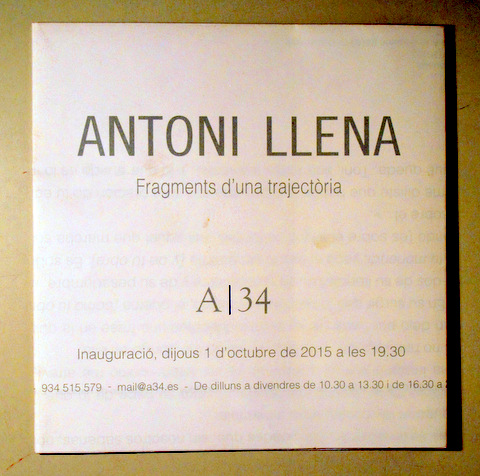 ANTONI LLENA
Fragments d'una trajectòria
A|34
Inauguració, dijous 1 d'octubre de 2015 a les 19.30
- 934 515 579 - mail@a34.es - De dilluns a divendres de 10.30 a 13.30 i de 16.30 a